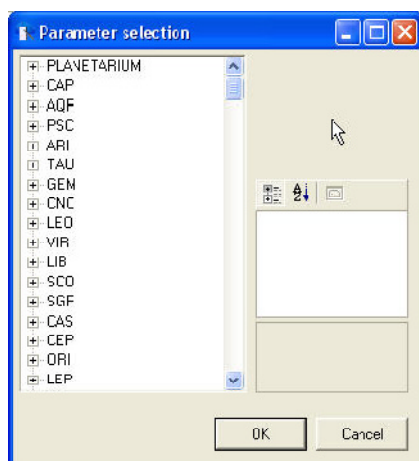 Parameter selection
PLANETARIUM
CAP
AQR
PSC
ARI
TAU
GEM
CNC
LEO
VIR
LIB
SCO
SGR
CAS
CEP
ORI
LEP
OK
Cancel